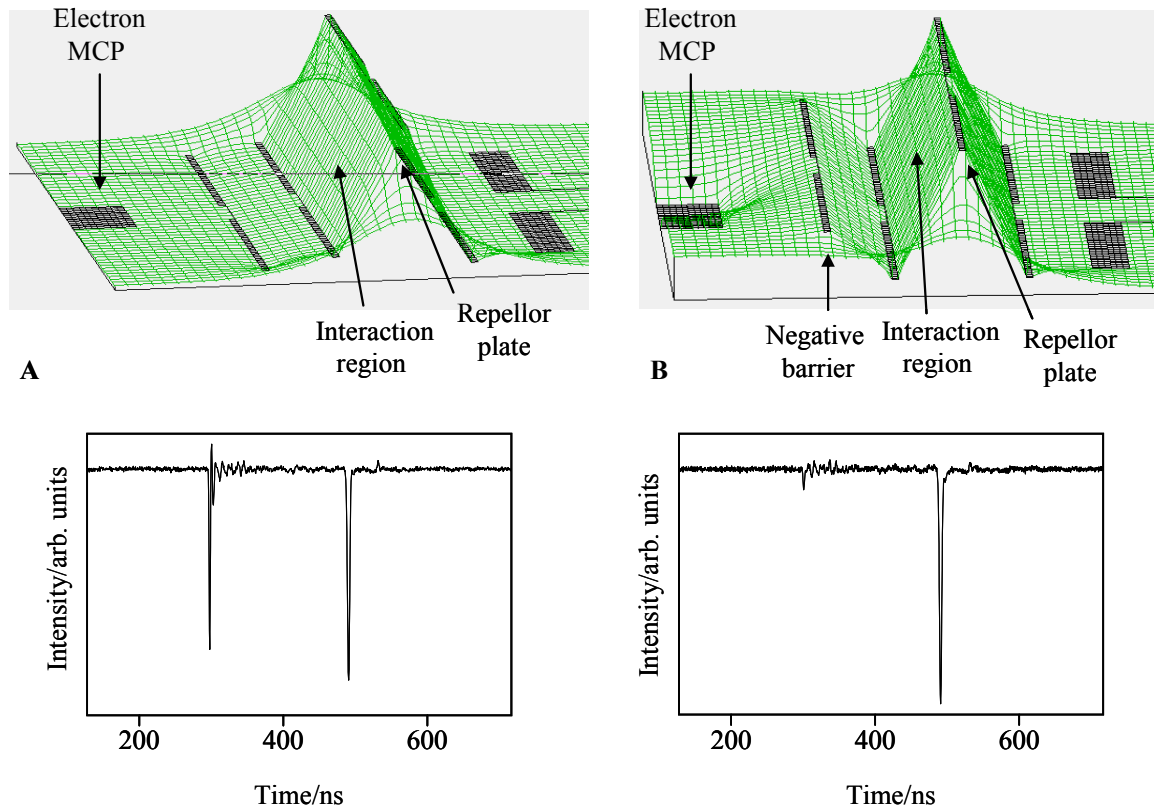 Electron
MCP
Interaction
region
Repellor
plate
A
Electron
MCP
Negative
barrier
Interaction
region
Repellor
plate
B
Intensity/arb. units
200
400
600
Time/ns
Intensity/arb. units
200
400
600
Time/ns